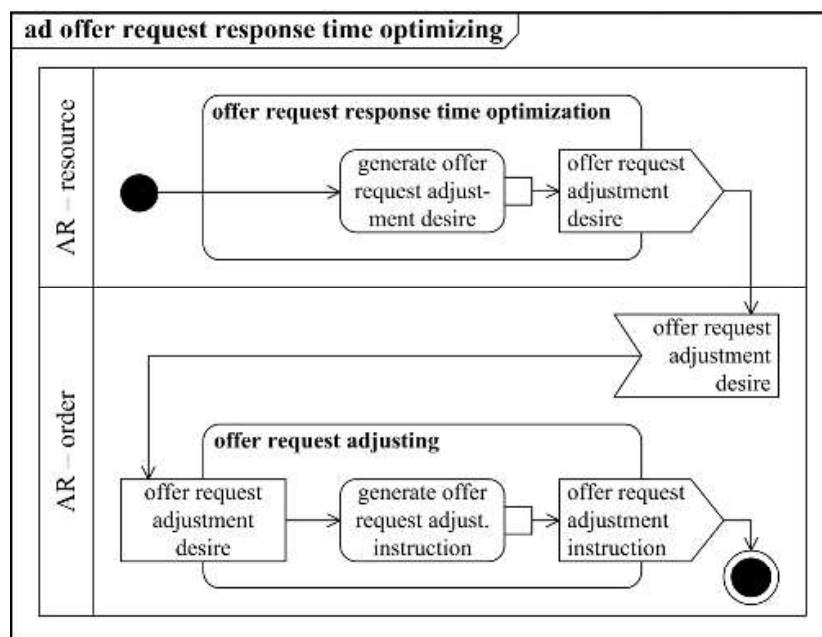 ad offer request response time optimizing
AR – resource
offer request response time optimization
generate offer
request adjust-
ment desire
offer request
adjustment
desire
AR – order
offer request
adjustment
desire
offer request adjusting
offer request
adjustment
desire
generate offer
request adjust.
instruction
offer request
adjustment
instruction